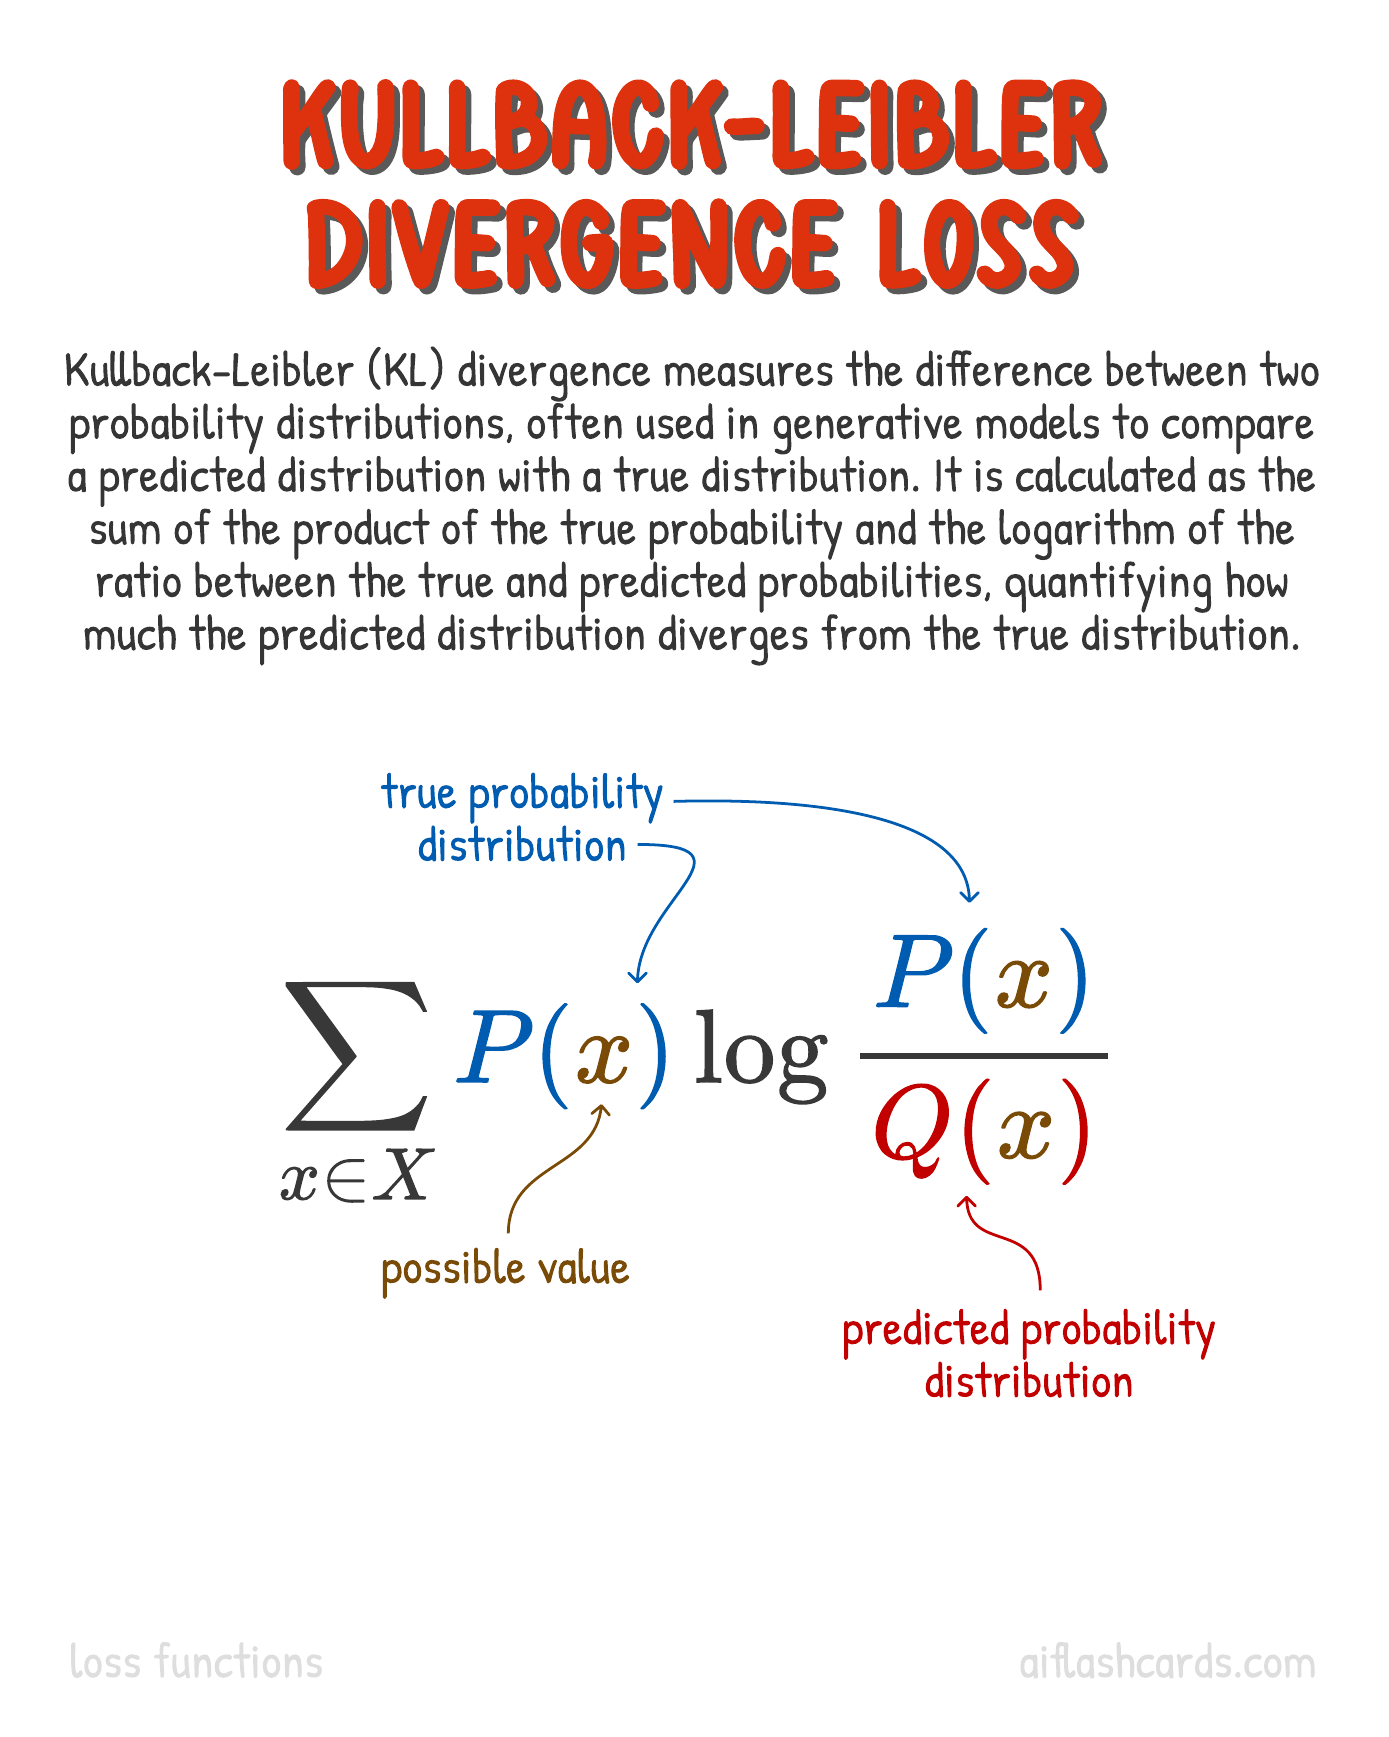 KULLBACK-LEIBLER
DIVERGENCE LOSS
Kullback-Leibler (KL) divergence measures the difference between two
probability distributions, often used in generative models to compare
a predicted distribution with a true distribution. It is calculated as the
sum of the product of the true probability and the logarithm of the
ratio between the true and predicted probabilities, quantifying how
much the predicted distribution diverges from the true distribution.
true probability
distribution
∑ P(x) log P(x)
Q(x)
x∈X
possible value
predicted probability
distribution
loss functions
aiflashcards.com